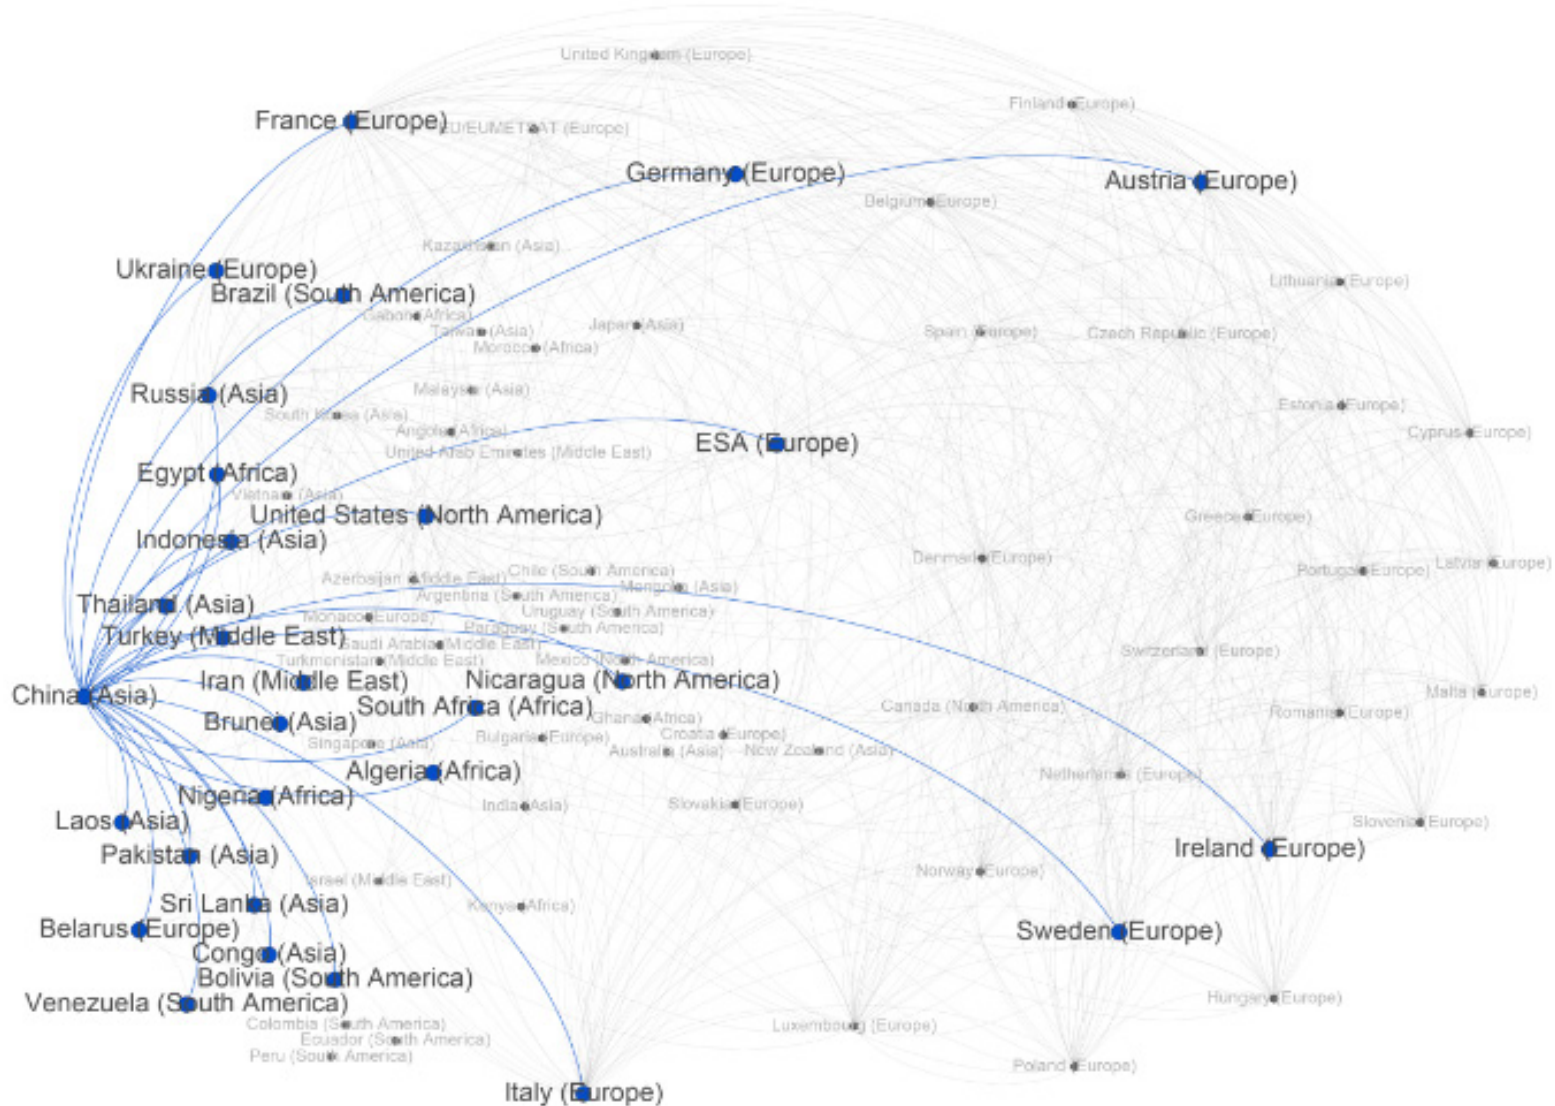 United Kingdom (Europe)
Finland (Europe)
France (Europe)
EU/EUMETSAT (Europe)
Germany (Europe)
Austria (Europe)
Belgium (Europe)
Kazakhstan (Asia)
Ukraine (Europe)
Lithuania (Europe)
Brazil (South America)
Gabon (Africa)
Taiwan (Asia)
Japan (Asia)
Spain (Europe)
Czech Republic (Europe)
Morocco (Africa)
Russia (Asia)
Malaysia (Asia)
South Korea (Asia)
Estonia (Europe)
Angola (Africa)
Cyprus (Europe)
ESA (Europe)
United Arab Emirates (Middle East)
Egypt (Africa)
Vietnam (Asia)
United States (North America)
Greece (Europe)
Indonesia (Asia)
Denmark (Europe)
Latvian Europe)
Portugal (Europe)
Chile (South America)
Azerbaijan (Middle East)
Mongolia (Asia)
Argentina (South America)
Thailand (Asia)
Uruguay (South America)
Monaco (Europe)
Paraguay (South America)
Turkey (Middle East)
Saudi Arabia (Middle East)
Switzerland (Europe)
Turkmenistan (Middle East)
Mexico (North America)
Iran (Middle East)
Nicaragua (North America)
China (Asia)
Malta (Europe)
South Africa (Africa)
Canada (North America)
Romania (Europe)
Brunei (Asia)
Ghana (Africa)
Singapore (Asia)
Bulgaria (Europe)
Croatia (Europe)
Australia (Asia)
New Zealand (Asia)
Algeria (Africa)
Netherlands (Europe)
Nigeria (Africa)
India (Asia)
Slovakia (Europe)
Laos (Asia)
Slovenia (Europe)
Pakistan (Asia)
Ireland (Europe)
Israel (Middle East)
Norway (Europe)
Sri Lanka (Asia)
Kenya (Africa)
Belarus (Europe)
Sweden (Europe)
Congo (Asia)
Bolivia (South America)
Venezuela (South America)
Hungary (Europe)
Colombia (South America)
Luxembourg (Europe)
Ecuador (South America)
Peru (South America)
Poland (Europe)
Italy (Europe)